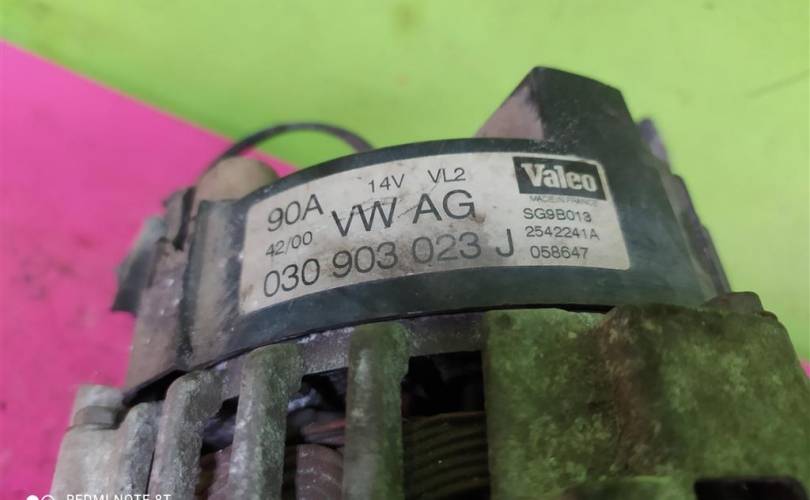 90A 14V VL2
42/00 VW AG
030 903 023 J
Valeo
MADE IN FRANCE
SG9B013
2542241A
058647
REDMI NOTE 8T